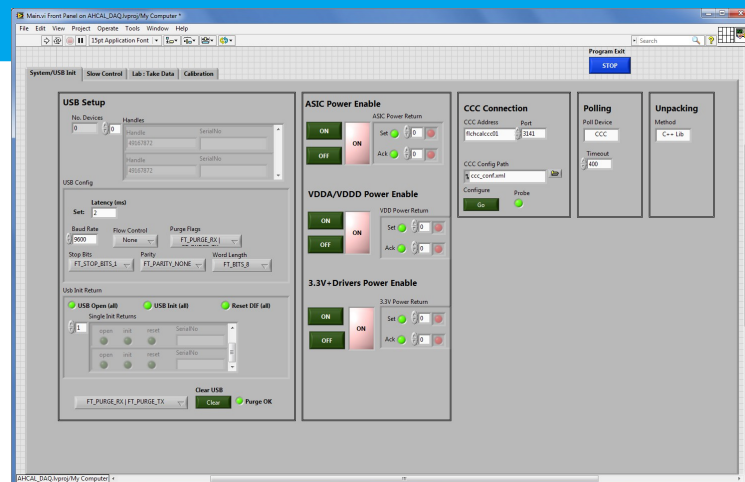 Main.vi Front Panel on AHCAL_DAQ.lvproj/My Computer *
File Edit View Project Operate Tools Window Help
15pt Application Font
Search
Program Exit
STOP
System/USB Init Slow Control Lab : Take Data Calibration
USB Setup
No. Devices
0
0
Handles
Handle SerialNo
49167872
Handle SerialNo
49167872
USB Config
Latency (ms)
Set: 2
Baud Rate Flow Control Purge Flags
9600 None FT_PURGE_RX |
Stop Bits Parity Word Length
FT_STOP_BITS_1 FT_PARITY_NONE FT_BITS_8
Usb Init Return
USB Open (all) USB Init (all) Reset DIF (all)
Single Init Returns
1
open init reset SerialNo
open init reset SerialNo
Clear USB
FT_PURGE_RX | FT_PURGE_TX Clear Purge OK
ASIC Power Enable
ASIC Power Return
ON
OFF
ON
Set 0
Ack 0
VDDA/VDDD Power Enable
VDD Power Return
ON
OFF
ON
Set 0
Ack 0
3.3V+Drivers Power Enable
3.3V Power Return
ON
OFF
ON
Set 0
Ack 0
CCC Connection
CCC Address Port
flchcalccc01 3141
CCC Config Path
ccc_conf.xml
Configure Probe
Go
Polling
Poll Device
CCC
Timeout
400
Unpacking
Method
C++ Lib
AHCAL_DAQ.lvproj/My Computer